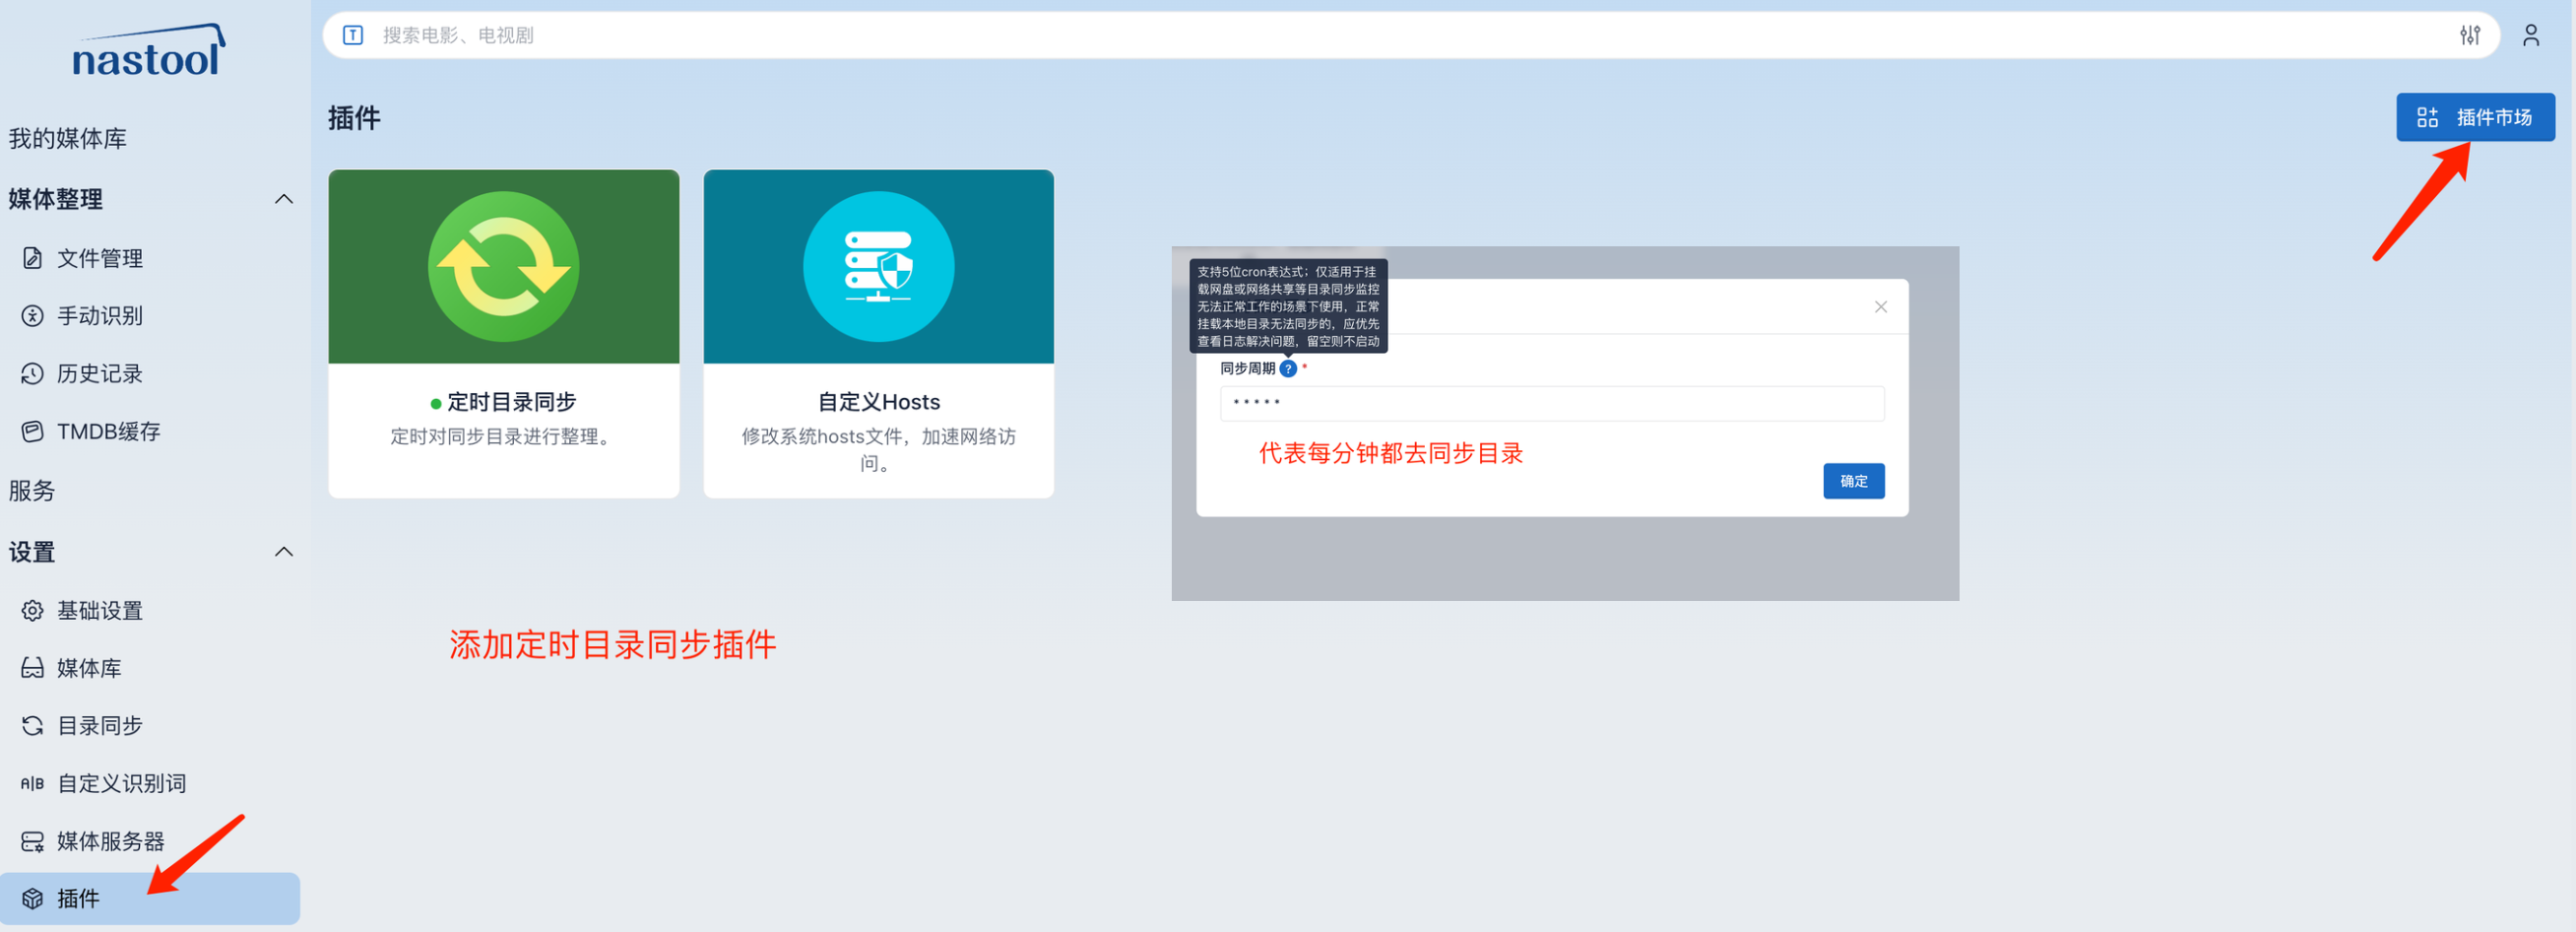 nastool
搜索电影、电视剧
我的媒体库
媒体整理
文件管理
手动识别
历史记录
TMDB缓存
服务
设置
基础设置
媒体库
目录同步
A|B 自定义识别词
媒体服务器
插件
插件
插件市场
定时目录同步
定时对同步目录进行整理。
自定义Hosts
修改系统hosts文件，加速网络访
问。
支持5位cron表达式；仅适用于挂
载网盘或网络共享等目录同步监控
无法正常工作的场景下使用，正常
挂载本地目录无法同步的，应优先
查看日志解决问题，留空则不启动
同步周期 ? *
* * * * *
代表每分钟都去同步目录
确定
添加定时目录同步插件